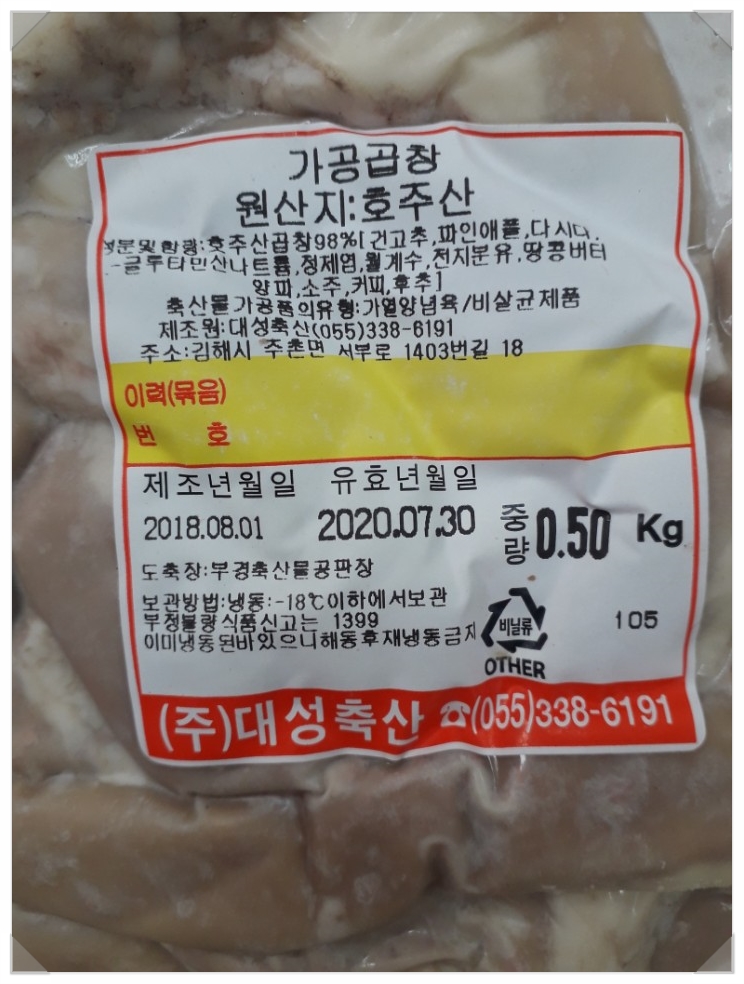 가공곱창
원산지:호주산
성분및함량:호주산곱창98%[건고추,파인애플,다시다,
-글루타민산나트륨,정제염,월계수,전지분유,땅콩버터
양파,소주,커피,후추]
축산물가공품의유형:가열양념육/비살균제품
제조원:대성축산(055)338-6191
주소:김해시 주촌면 서부로 1403번길 18
이력(묶음)
번 호
제조년월일 유효년월일
2018.08.01 2020.07.30 중량 0.50 Kg
도축장:부경축산물공판장
보관방법:냉동:-18℃이하에서보관
부정불량식품신고는 1399
이미냉동된바있으니해동후재냉동금지
비닐류
OTHER
105
(주)대성축산 ☎(055)338-6191